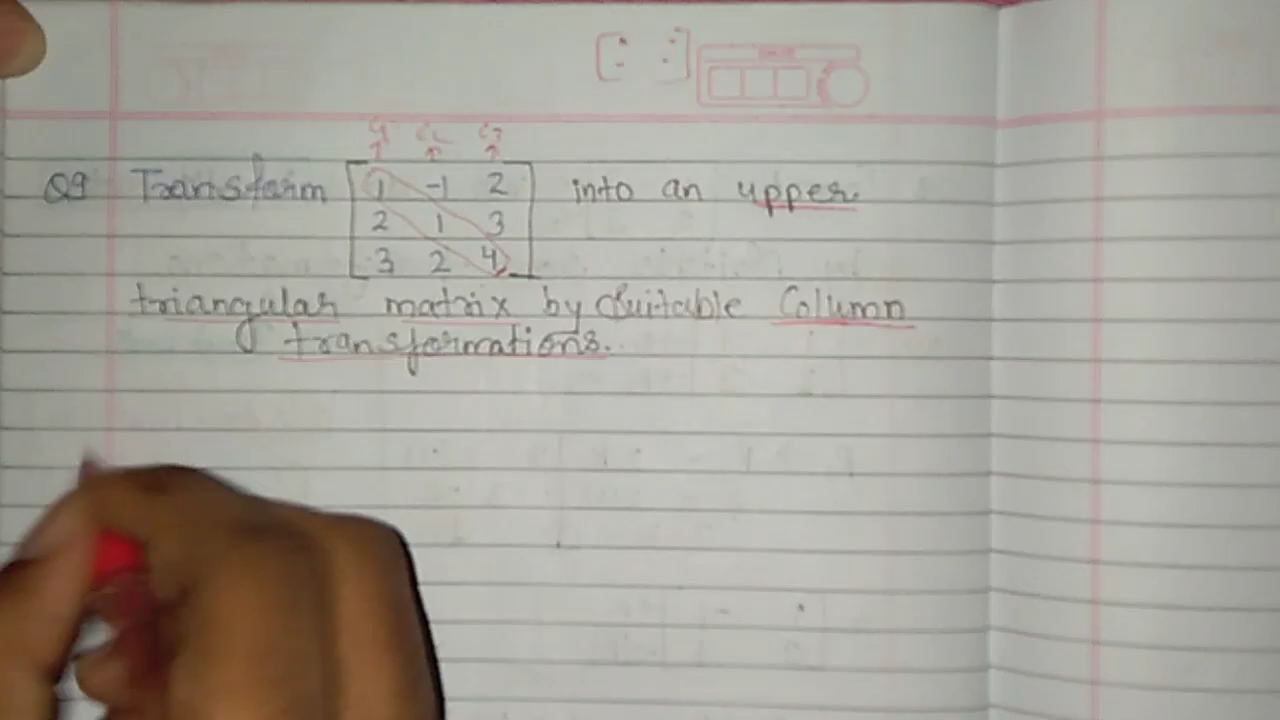 C1 C2 C3
Q9 Transform [1 -1 2 into an upper
2 1 3
3 2 4]
triangular matrix by Suitable Column
transformations.